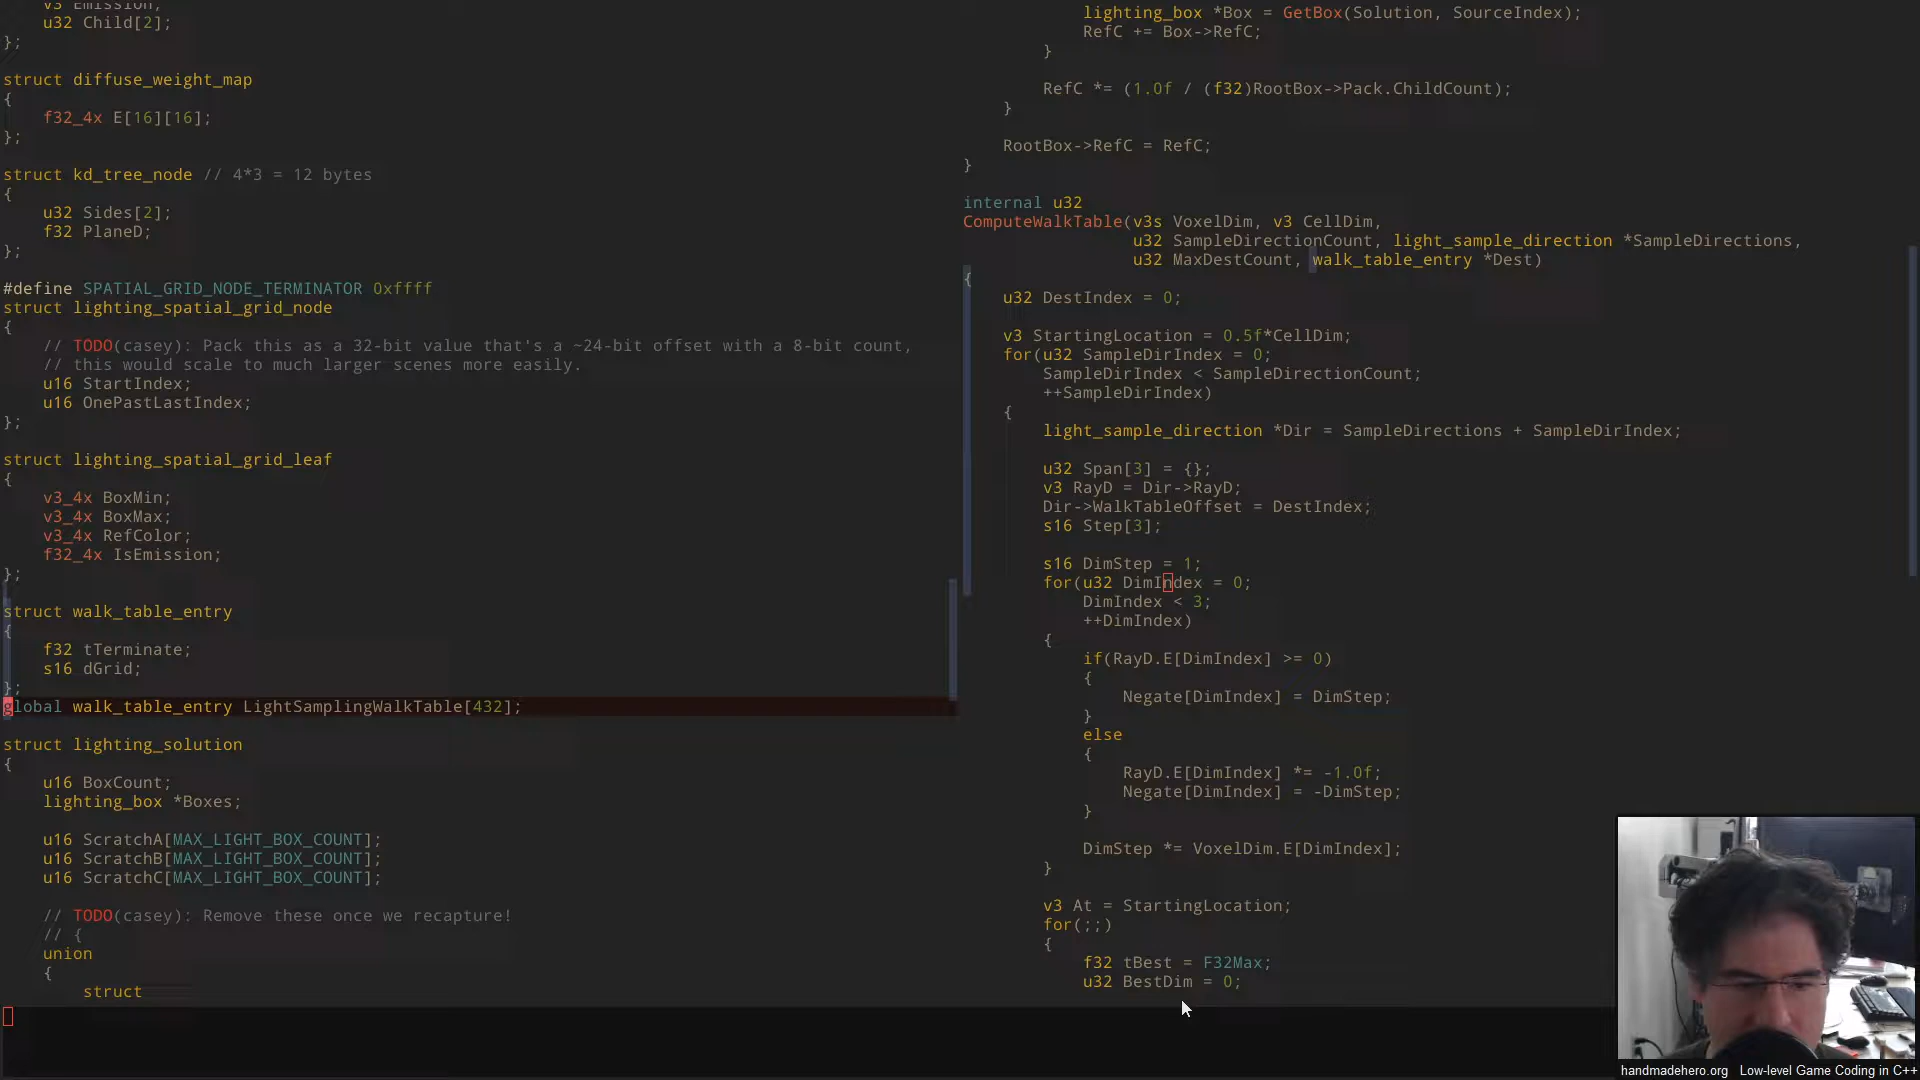 v3 Emission;
u32 Child[2];
};
struct diffuse_weight_map
{
f32_4x E[16][16];
};
struct kd_tree_node // 4*3 = 12 bytes
{
u32 Sides[2];
f32 PlaneD;
};
#define SPATIAL_GRID_NODE_TERMINATOR 0xffff
struct lighting_spatial_grid_node
{
// TODO(casey): Pack this as a 32-bit value that's a ~24-bit offset with a 8-bit count,
// this would scale to much larger scenes more easily.
u16 StartIndex;
u16 OnePastLastIndex;
};
struct lighting_spatial_grid_leaf
{
v3_4x BoxMin;
v3_4x BoxMax;
v3_4x RefColor;
f32_4x IsEmission;
};
struct walk_table_entry
{
f32 tTerminate;
s16 dGrid;
};
global walk_table_entry LightSamplingWalkTable[432];
struct lighting_solution
{
u16 BoxCount;
lighting_box *Boxes;
u16 ScratchA[MAX_LIGHT_BOX_COUNT];
u16 ScratchB[MAX_LIGHT_BOX_COUNT];
u16 ScratchC[MAX_LIGHT_BOX_COUNT];
// TODO(casey): Remove these once we recapture!
// {
union
{
struct
lighting_box *Box = GetBox(Solution, SourceIndex);
RefC += Box->RefC;
}
RefC *= (1.0f / (f32)RootBox->Pack.ChildCount);
}
RootBox->RefC = RefC;
}
internal u32
ComputeWalkTable(v3s VoxelDim, v3 CellDim,
u32 SampleDirectionCount, light_sample_direction *SampleDirections,
u32 MaxDestCount, walk_table_entry *Dest)
{
u32 DestIndex = 0;
v3 StartingLocation = 0.5f*CellDim;
for(u32 SampleDirIndex = 0;
SampleDirIndex < SampleDirectionCount;
++SampleDirIndex)
{
light_sample_direction *Dir = SampleDirections + SampleDirIndex;
u32 Span[3] = {};
v3 RayD = Dir->RayD;
Dir->WalkTableOffset = DestIndex;
s16 Step[3];
s16 DimStep = 1;
for(u32 DimIndex = 0;
DimIndex < 3;
++DimIndex)
{
if(RayD.E[DimIndex] >= 0)
{
Negate[DimIndex] = DimStep;
}
else
{
RayD.E[DimIndex] *= -1.0f;
Negate[DimIndex] = -DimStep;
}
DimStep *= VoxelDim.E[DimIndex];
}
v3 At = StartingLocation;
for(;;)
{
f32 tBest = F32Max;
u32 BestDim = 0;
handmadehero.org Low-level Game Coding in C++